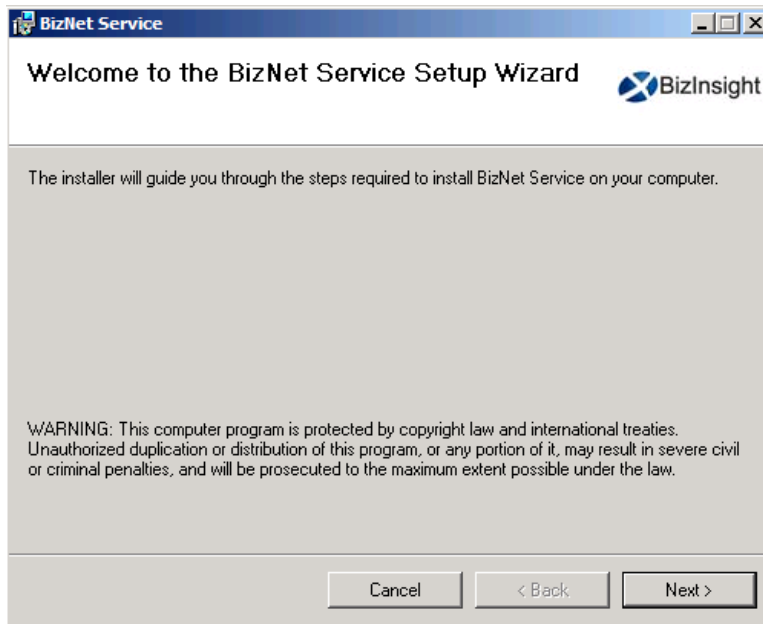 BizNet Service
Welcome to the BizNet Service Setup Wizard
BizInsight
The installer will guide you through the steps required to install BizNet Service on your computer.
WARNING: This computer program is protected by copyright law and international treaties.
Unauthorized duplication or distribution of this program, or any portion of it, may result in severe civil
or criminal penalties, and will be prosecuted to the maximum extent possible under the law.
Cancel
< Back
Next >